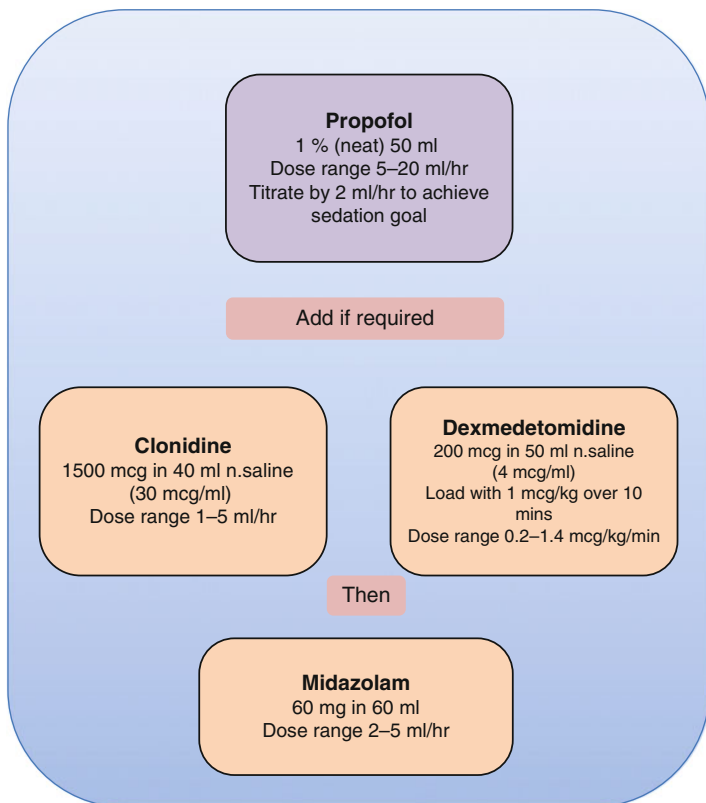 Propofol
1 % (neat) 50 ml
Dose range 5–20 ml/hr
Titrate by 2 ml/hr to achieve
sedation goal
Add if required
Clonidine
1500 mcg in 40 ml n.saline
(30 mcg/ml)
Dose range 1–5 ml/hr
Dexmedetomidine
200 mcg in 50 ml n.saline
(4 mcg/ml)
Load with 1 mcg/kg over 10
mins
Dose range 0.2–1.4 mcg/kg/min
Then
Midazolam
60 mg in 60 ml
Dose range 2–5 ml/hr